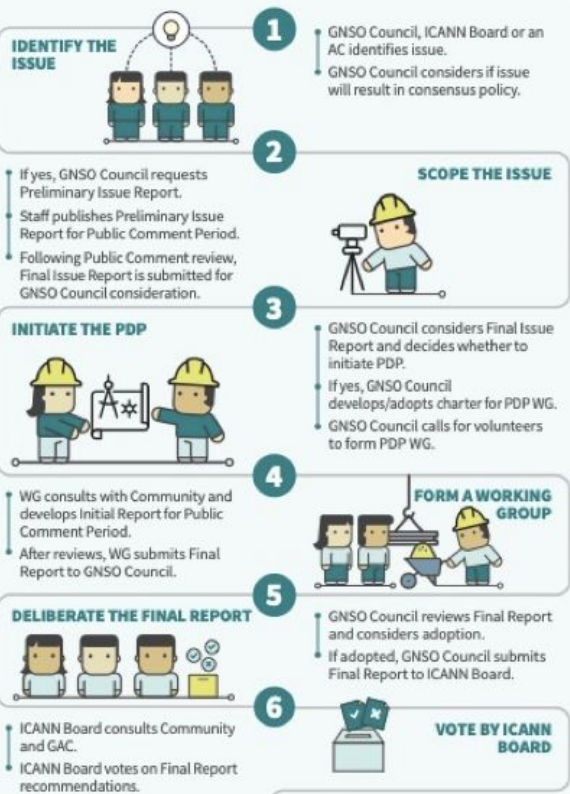 1
IDENTIFY THE
ISSUE
GNSO Council, ICANN Board or an
AC identifies issue.
GNSO Council considers if issue
will result in consensus policy.
2
SCOPE THE ISSUE
If yes, GNSO Council requests
Preliminary Issue Report.
Staff publishes Preliminary Issue
Report for Public Comment Period.
Following Public Comment review,
Final Issue Report is submitted for
GNSO Council consideration.
3
INITIATE THE PDP
GNSO Council considers Final Issue
Report and decides whether to
initiate PDP.
If yes, GNSO Council
develops/adopts charter for PDP WG.
GNSO Council calls for volunteers
to form PDP WG.
4
FORM A WORKING
GROUP
WG consults with Community and
develops Initial Report for Public
Comment Period.
After reviews, WG submits Final
Report to GNSO Council.
5
DELIBERATE THE FINAL REPORT
GNSO Council reviews Final Report
and considers adoption.
If adopted, GNSO Council submits
Final Report to ICANN Board.
6
VOTE BY ICANN
BOARD
ICANN Board consults Community
and GAC.
ICANN Board votes on Final Report
recommendations.